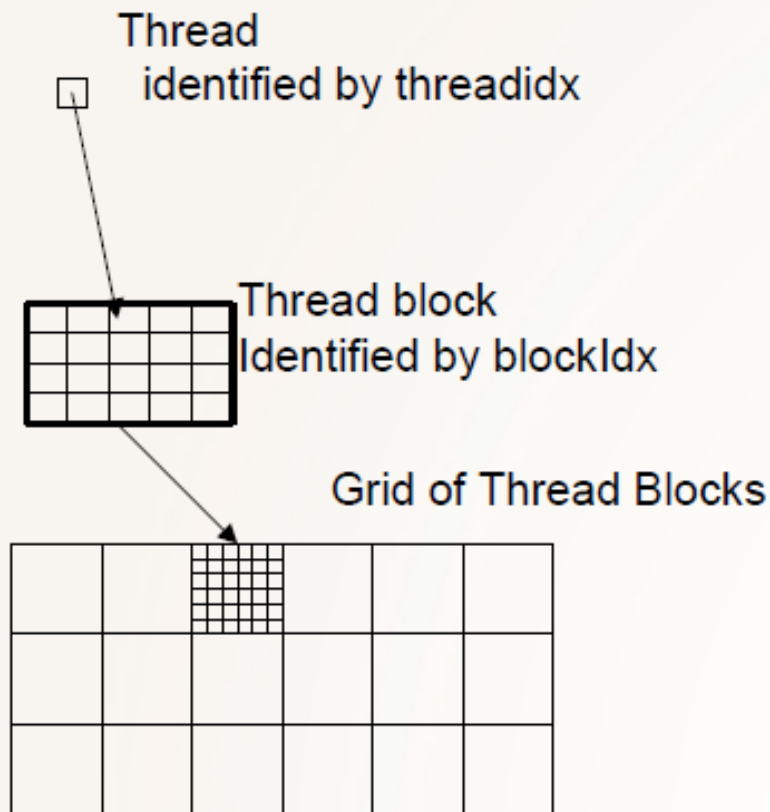 Thread
identified by threadidx
Thread block
Identified by blockIdx
Grid of Thread Blocks